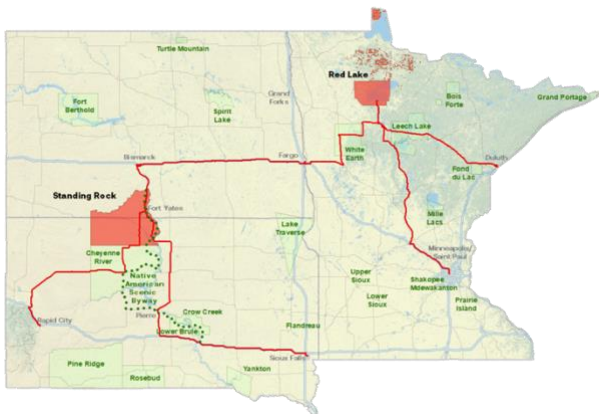 Turtle Mountain
Red Lake
Grand
Forks
Bois
Forte
Grand Portage
Fort
Berthold
Spirit
Lake
Leech Lake
White
Earth
Bismarck
Fargo
Duluth
Fond
du Lac
Standing Rock
Fort Yates
Mille
Lacs
Lake
Traverse
Cheyenne
River
Minneapolis/
Saint Paul
Native
American
Scenic
Byway
Upper
Sioux
Shakopee
Mdewakanton
Lower
Sioux
Prairie
Island
Pierre
Crow Creek
Rapid City
Lower Brule
Flandreau
Sioux Falls
Pine Ridge
Rosebud
Yankton